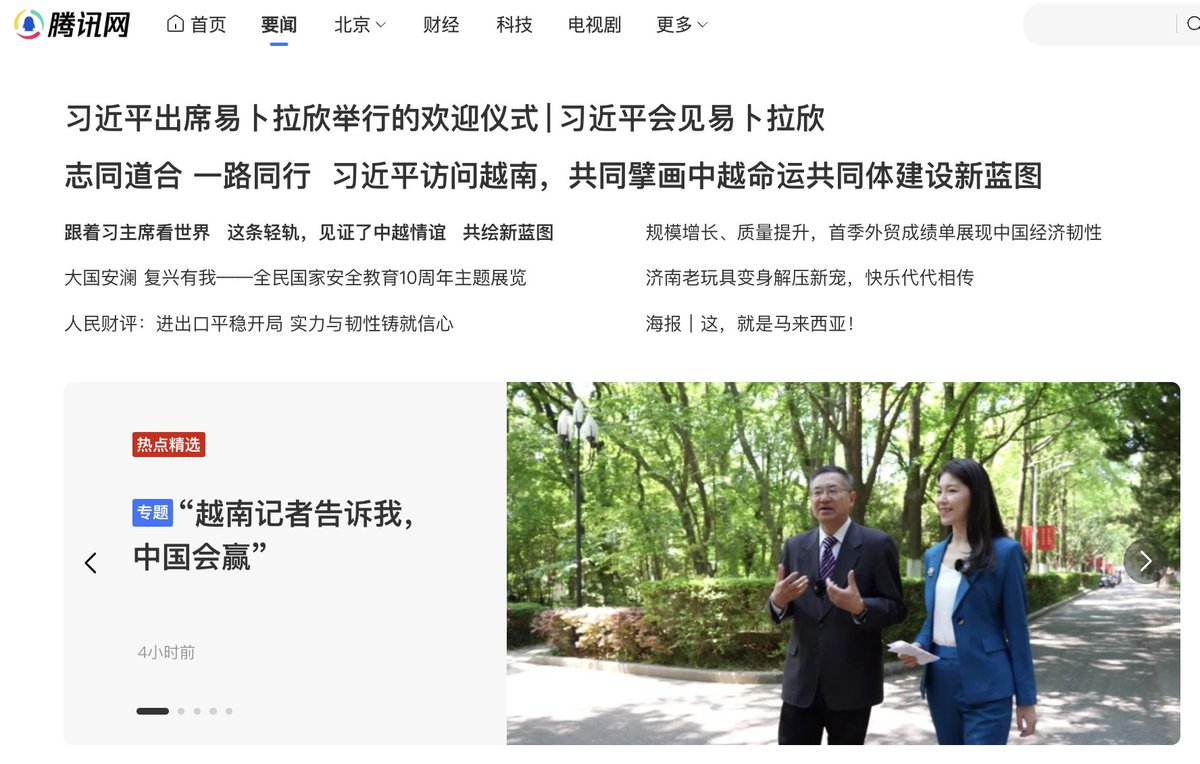 腾讯网 首页 要闻 北京 财经 科技 电视剧 更多
习近平出席易卜拉欣举行的欢迎仪式|习近平会见易卜拉欣
志同道合 一路同行 习近平访问越南，共同擘画中越命运共同体建设新蓝图
跟着习主席看世界 这条轻轨，见证了中越情谊 共绘新蓝图
规模增长、质量提升，首季外贸成绩单展现中国经济韧性
大国安澜 复兴有我——全民国家安全教育10周年主题展览
济南老玩具变身解压新宠，快乐代代相传
人民财评：进出口平稳开局 实力与韧性铸就信心
海报｜这，就是马来西亚！
热点精选
专题 “越南记者告诉我，
中国会赢”
4小时前